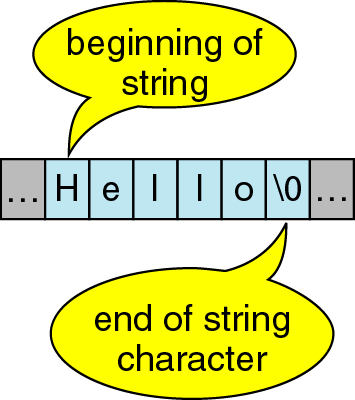 beginning of
string
... H e l l o \0 ...
end of string
character